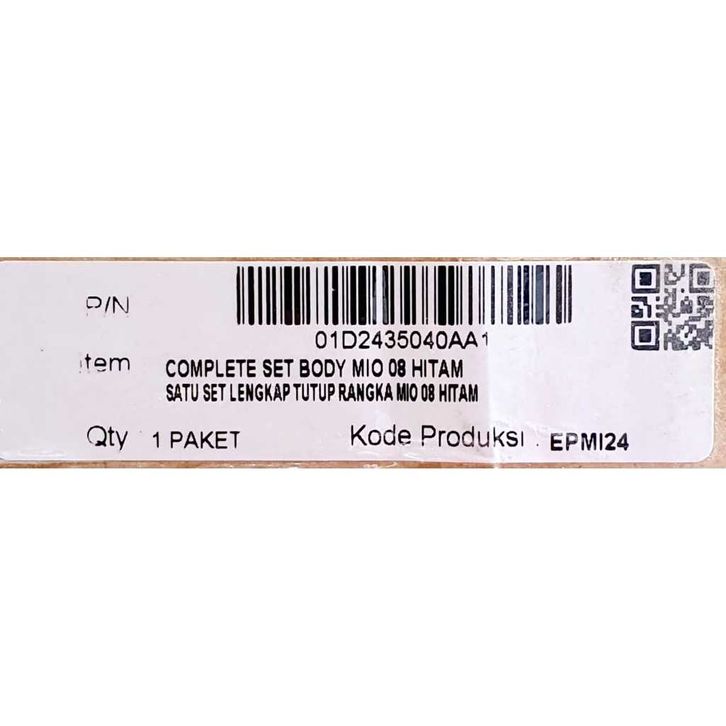 P/N
01D2435040AA1
Item COMPLETE SET BODY MIO 08 HITAM
SATU SET LENGKAP TUTUP RANGKA MIO 08 HITAM
Qty 1 PAKET Kode Produksi : EPMI24